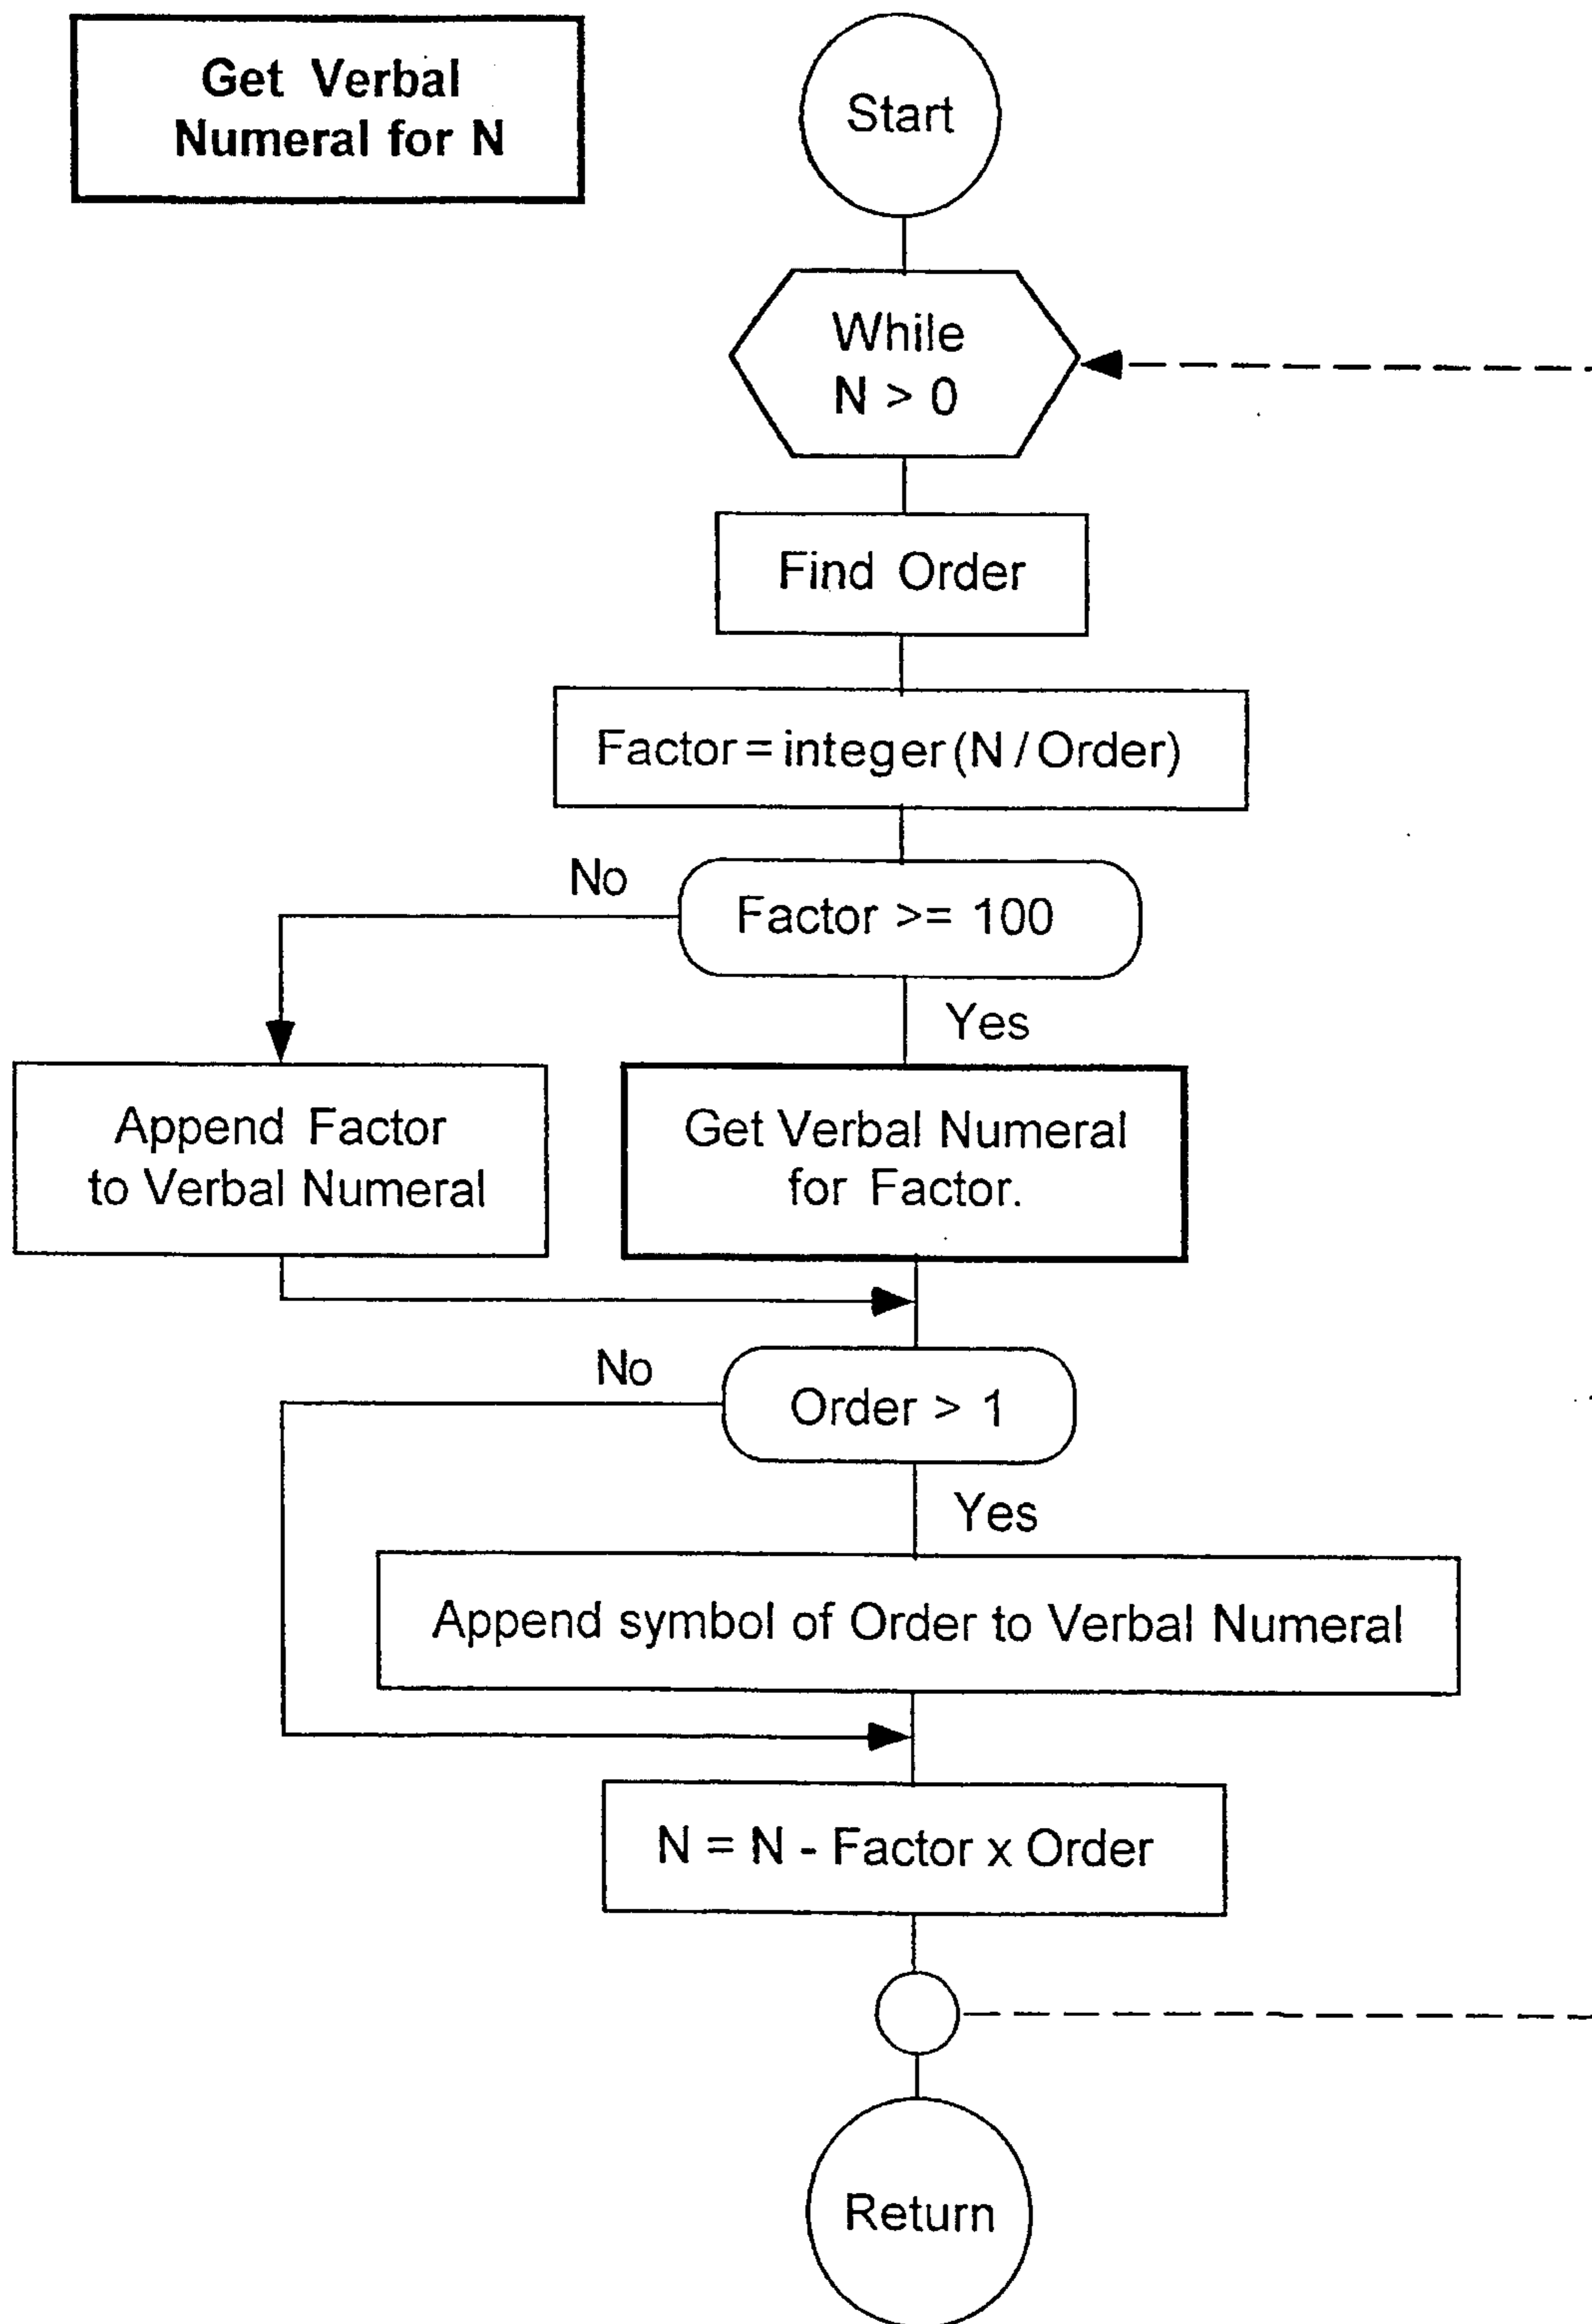 Get Verbal
Numeral for N
Start
While
N > 0
Find Order
Factor = integer (N / Order)
No
Factor >= 100
Yes
Append Factor
to Verbal Numeral
Get Verbal Numeral
for Factor.
No
Order > 1
Yes
Append symbol of Order to Verbal Numeral
N = N - Factor x Order
Return